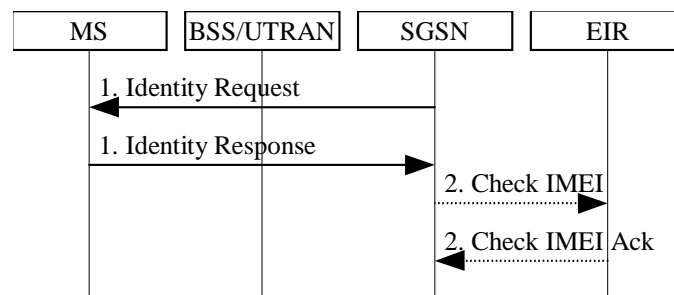 MS BSS/UTRAN SGSN EIR
1. Identity Request
1. Identity Response
2. Check IMEI
2. Check IMEI Ack